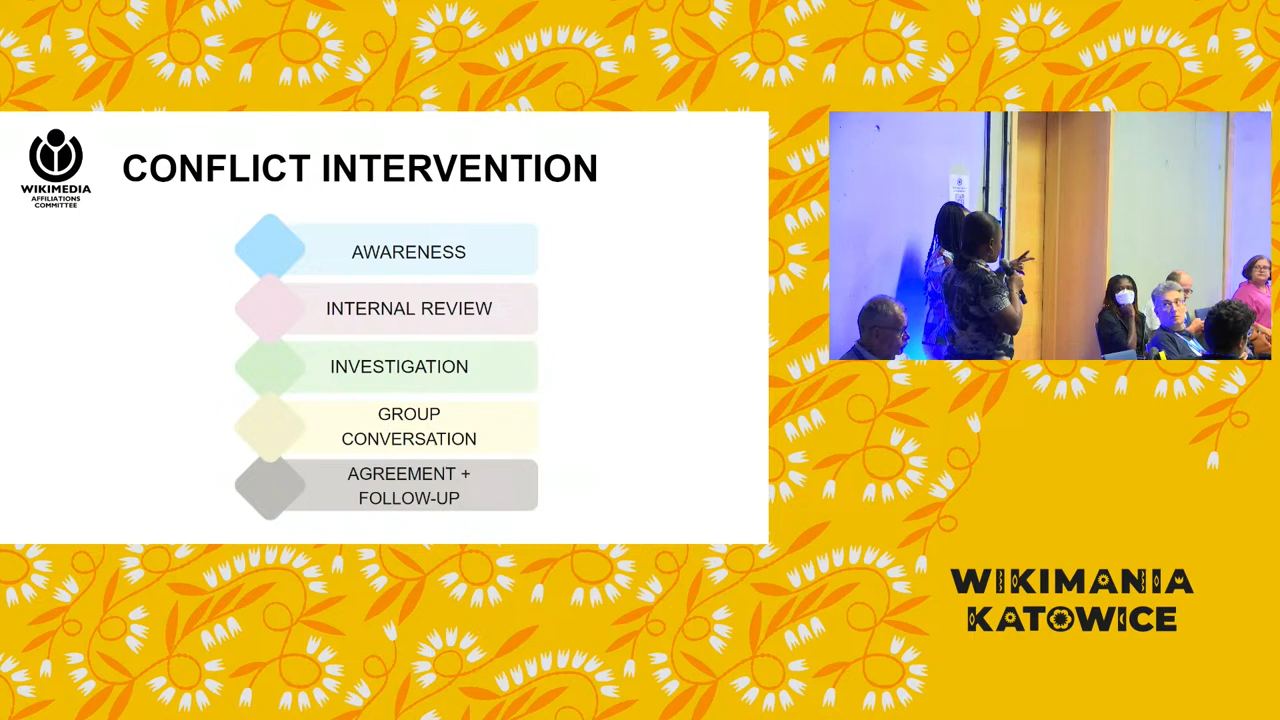 WIKIMEDIA
AFFILIATIONS
COMMITTEE
CONFLICT INTERVENTION
AWARENESS
INTERNAL REVIEW
INVESTIGATION
GROUP
CONVERSATION
AGREEMENT +
FOLLOW-UP
WIKIMANIA
KATOWICE